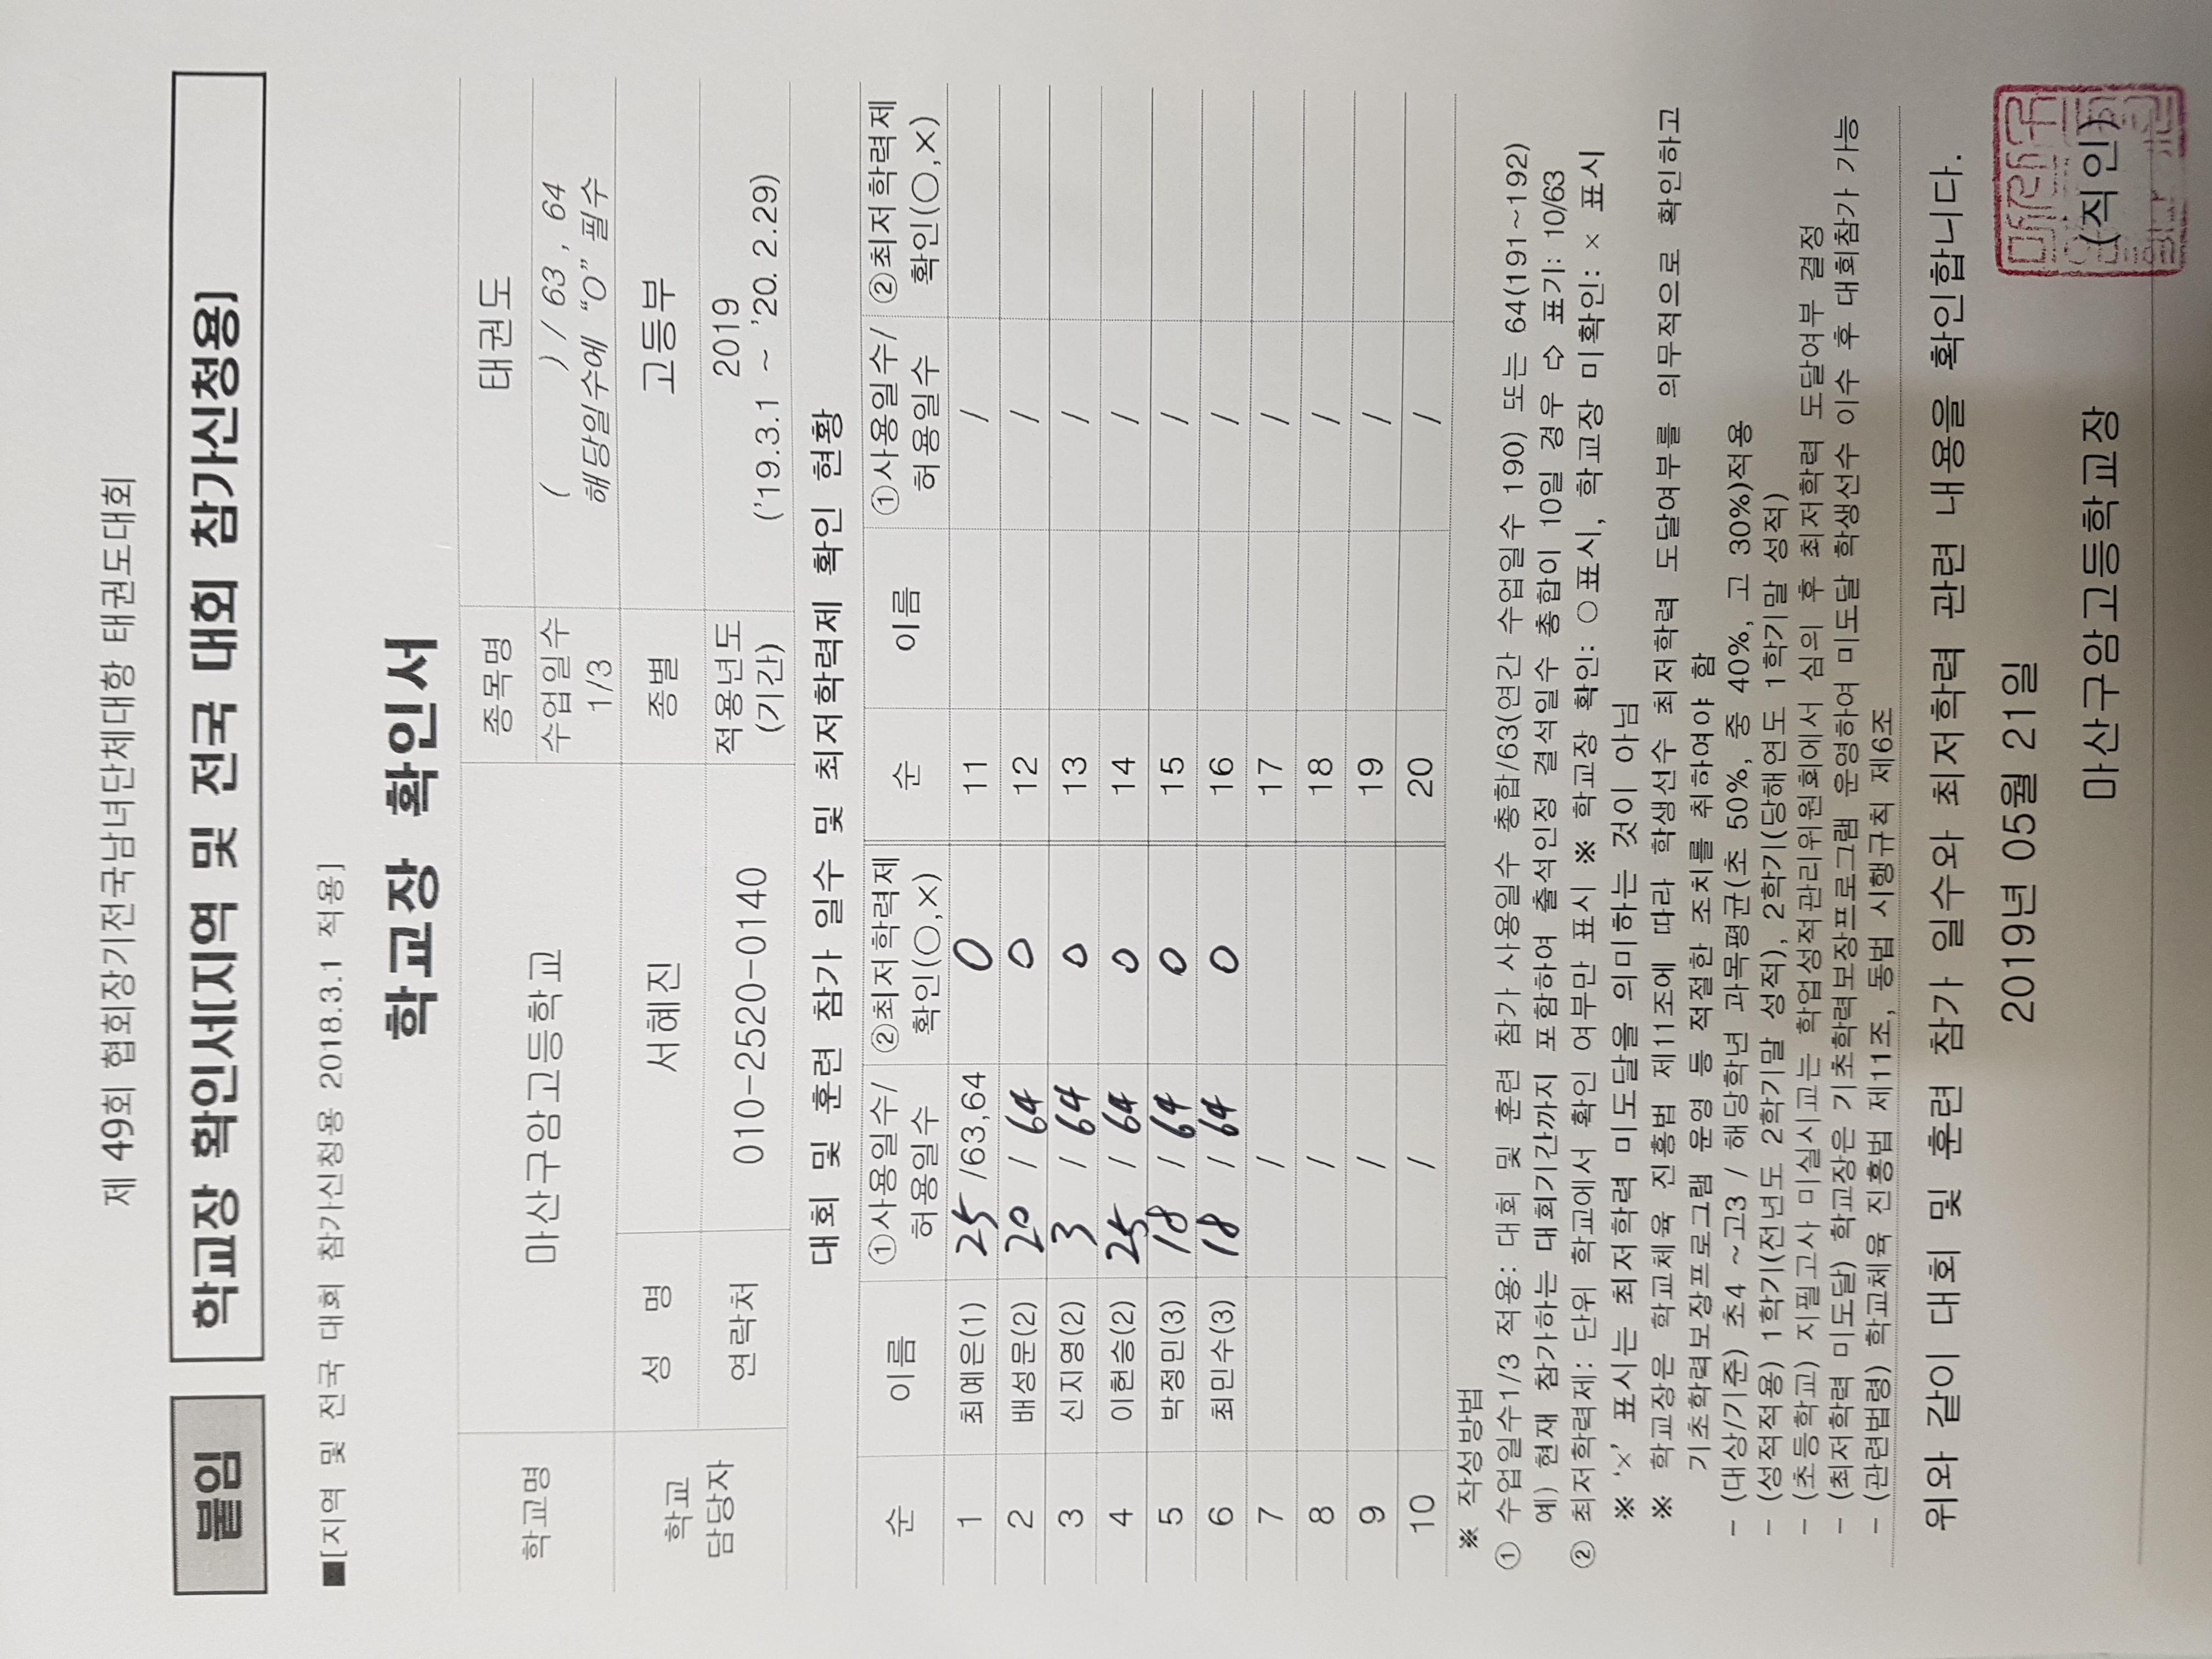 제 49회 협회장기전국남녀단체대항 태권도대회
붙임 학교장 확인서[지역 및 전국 대회 참가신청용]
■[지역 및 전국 대회 참가신청용 2018.3.1 적용]
학교장 확인서
학교명 마산구암고등학교 종목명 태권도
수업일수 1/3 ( ) / 63 , 64
해당일수에 “O” 필수
학교 담당자 성 명 서혜진 종별 고등부
연락처 010-2520-0140 적용년도 (기간) 2019
('19.3.1 ~ '20. 2.29)
대회 및 훈련 참가 일수 및 최저학력제 확인 현황
순 이름 ①사용일수/허용일수 ②최저학력제 확인(○,×) 순 이름 ①사용일수/허용일수 ②최저학력제 확인(○,×)
1 최예은(1) 25 /63,64 O 11 /
2 배성문(2) 20 / 64 O 12 /
3 신지영(2) 3 / 64 O 13 /
4 이헌승(2) 25 / 64 O 14 /
5 박정민(3) 18 / 64 O 15 /
6 최민수(3) 18 / 64 O 16 /
7 / 17 /
8 / 18 /
9 / 19 /
10 / 20 /
※ 작성방법
① 수업일수1/3 적용: 대회 및 훈련 참가 사용일수 총합/63(연간 수업일수 190) 또는 64(191~192)
예) 현재 참가하는 대회기간까지 포함하여 출석인정 결석일수 총합이 10일 경우 ⇨ 표기: 10/63
② 최저학력제: 단위 학교에서 확인 여부만 표시 ※ 학교장 확인: ○표시, 학교장 미확인: × 표시
※ ‘×’ 표시는 최저학력 미도달을 의미하는 것이 아님
※ 학교장은 학교체육 진흥법 제11조에 따라 학생선수 최저학력 도달여부를 의무적으로 확인하고
기초학력보장프로그램 운영 등 적절한 조치를 취하여야 함
- (대상/기준) 초4 ~고3 / 해당학년 과목평균(초 50%, 중 40%, 고 30%)적용
- (성적적용) 1학기(전년도 2학기말 성적), 2학기(당해연도 1학기말 성적)
- (초등학교) 지필고사 미실시교는 학업성적관리위원회에서 심의 후 최저학력 도달여부 결정
- (최저학력 미도달) 학교장은 기초학력보장프로그램 운영하여 미도달 학생선수 이수 후 대회참가 가능
- (관련법령) 학교체육 진흥법 제11조, 동법 시행규칙 제6조
위와 같이 대회 및 훈련 참가 일수와 최저학력 관련 내용을 확인합니다.
2019년 05월 21일
마산구암고등학교장 (직인)